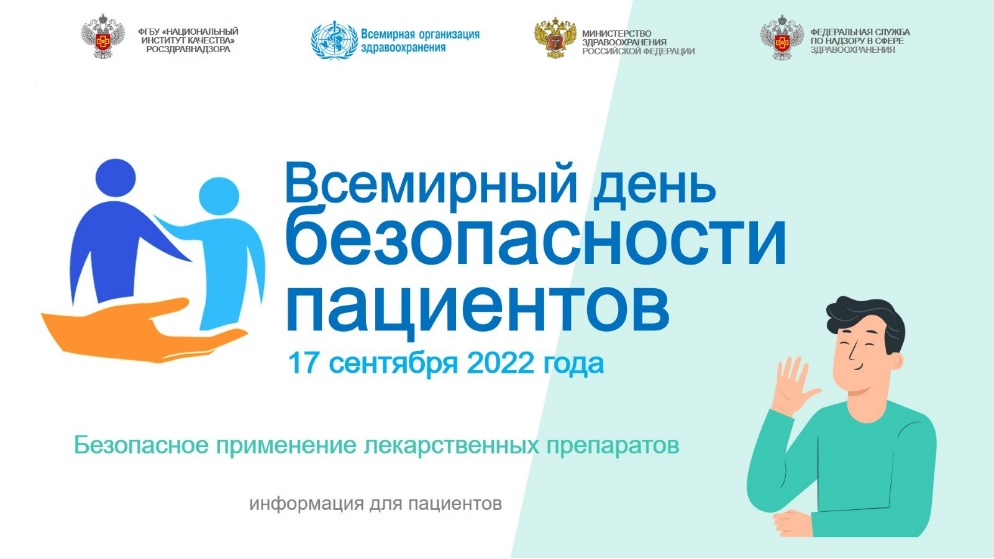 ФГБУ «НАЦИОНАЛЬНЫЙ
ИНСТИТУТ КАЧЕСТВА»
РОСЗДРАВНАДЗОРА
Всемирная организация
здравоохранения
МИНИСТЕРСТВО
ЗДРАВООХРАНЕНИЯ
РОССИЙСКОЙ ФЕДЕРАЦИИ
ФЕДЕРАЛЬНАЯ СЛУЖБА
ПО НАДЗОРУ В СФЕРЕ
ЗДРАВООХРАНЕНИЯ
Всемирный день
безопасности
пациентов
17 сентября 2022 года
Безопасное применение лекарственных препаратов
информация для пациентов